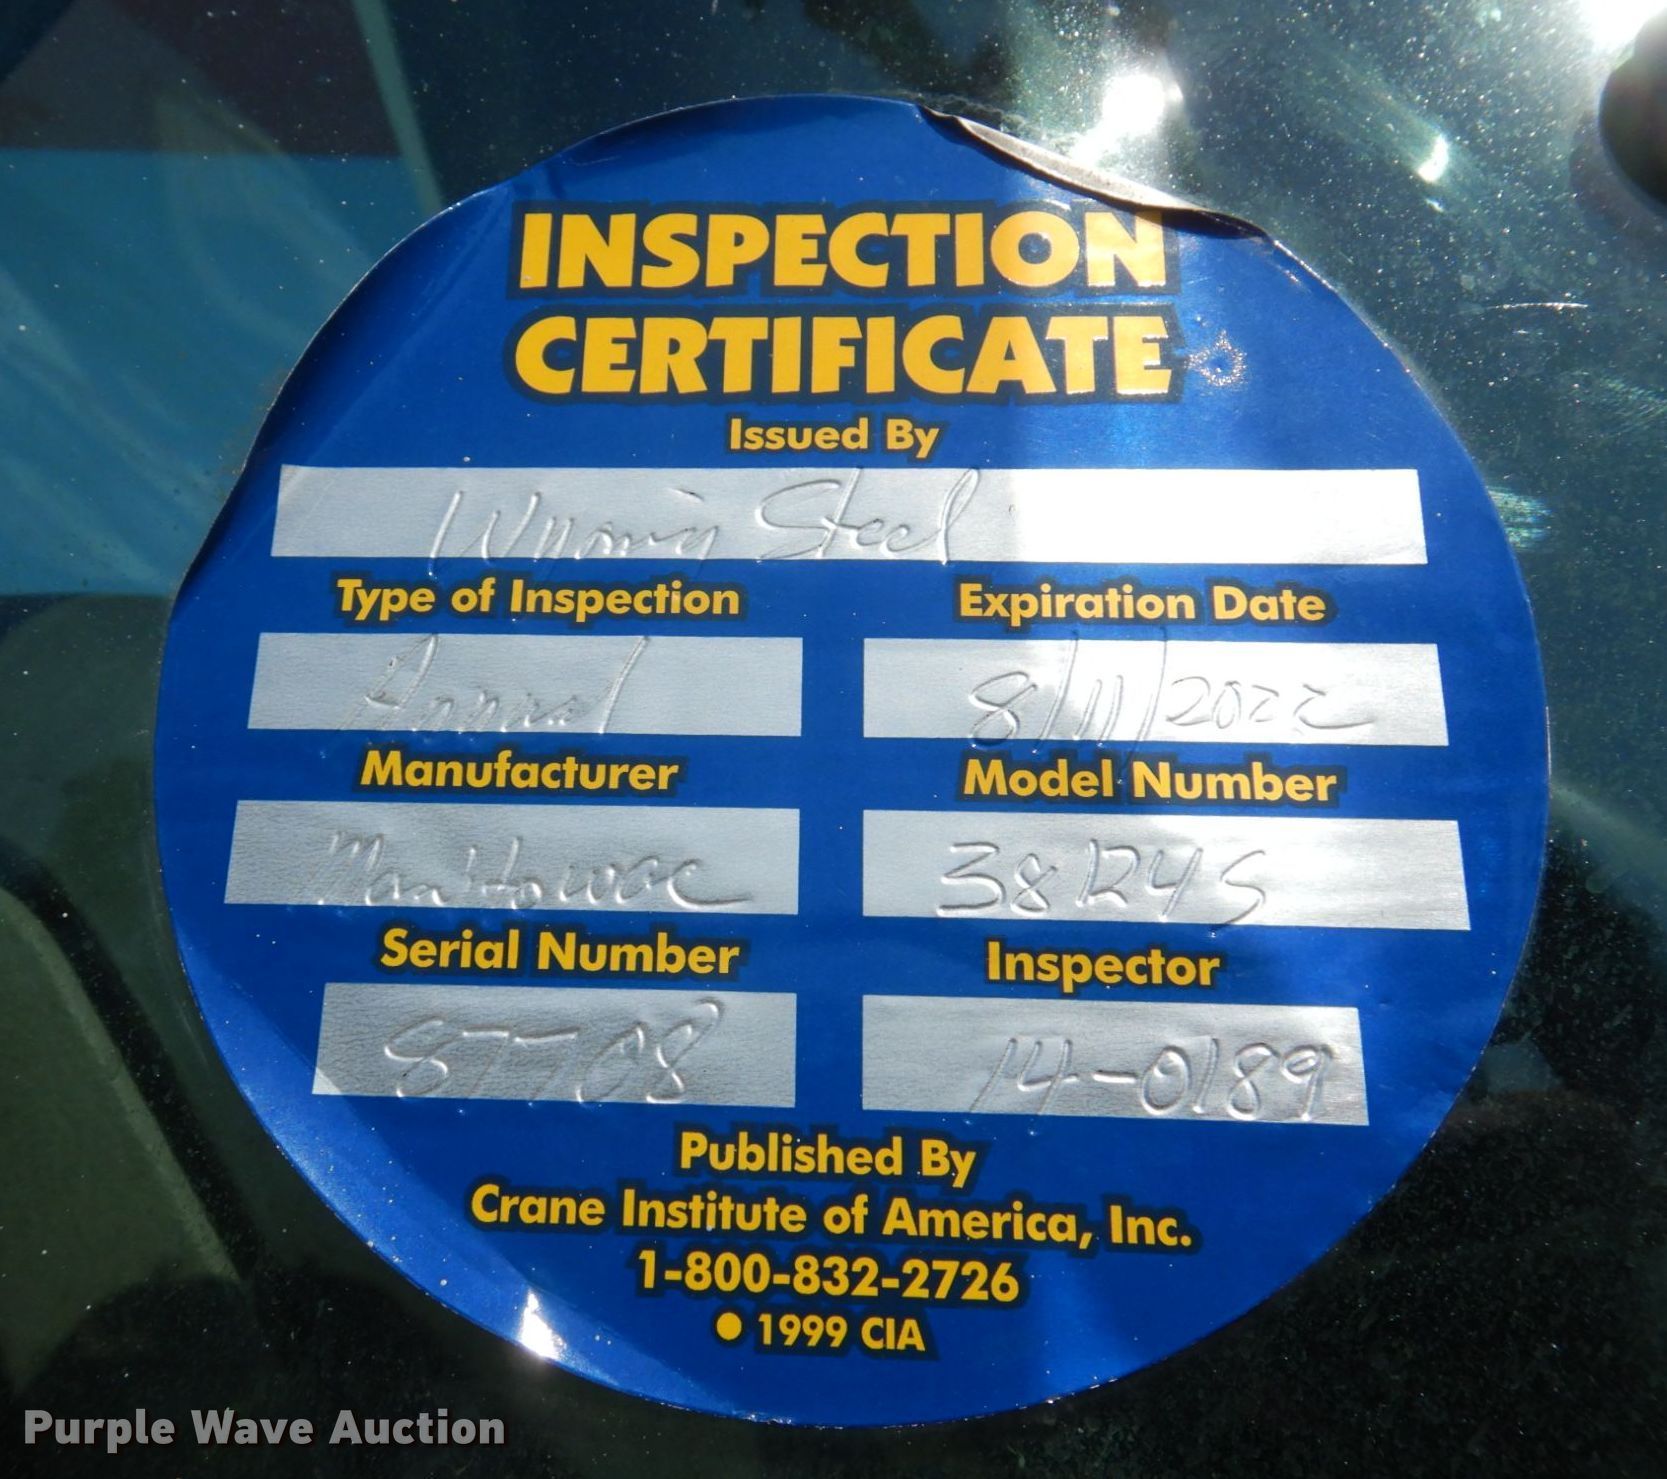 INSPECTION
CERTIFICATE
Issued By
Wyoming Steel
Type of Inspection Expiration Date
Annual 8/11/2022
Manufacturer Model Number
Manitowoc 38124S
Serial Number Inspector
87708 14-0189
Published By
Crane Institute of America, Inc.
1-800-832-2726
● 1999 CIA
Purple Wave Auction